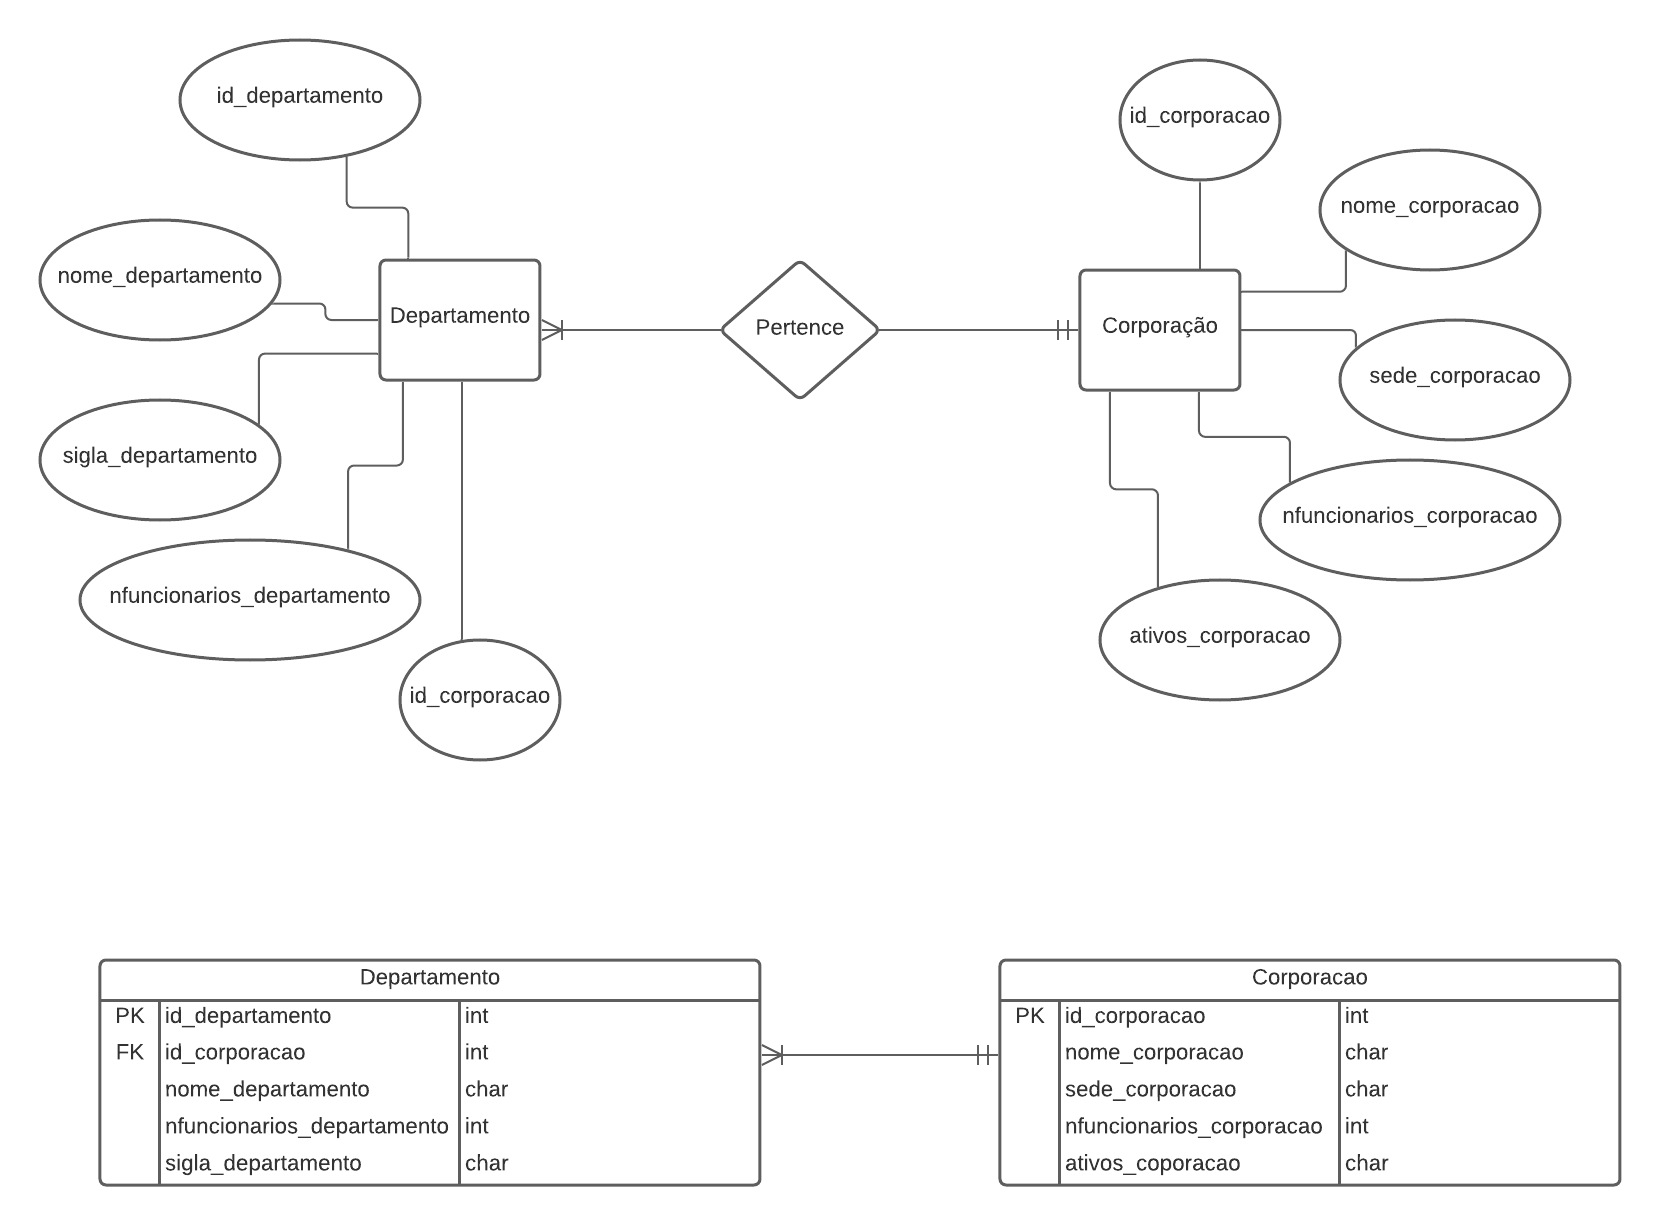 id_departamento
id_corporacao
nome_corporacao
nome_departamento
Departamento
Pertence
Corporação
sede_corporacao
sigla_departamento
nfuncionarios_corporacao
nfuncionarios_departamento
ativos_corporacao
id_corporacao
Departamento
PK id_departamento int
FK id_corporacao int
nome_departamento char
nfuncionarios_departamento int
sigla_departamento char
Corporacao
PK id_corporacao int
nome_corporacao char
sede_corporacao char
nfuncionarios_corporacao int
ativos_coporacao char